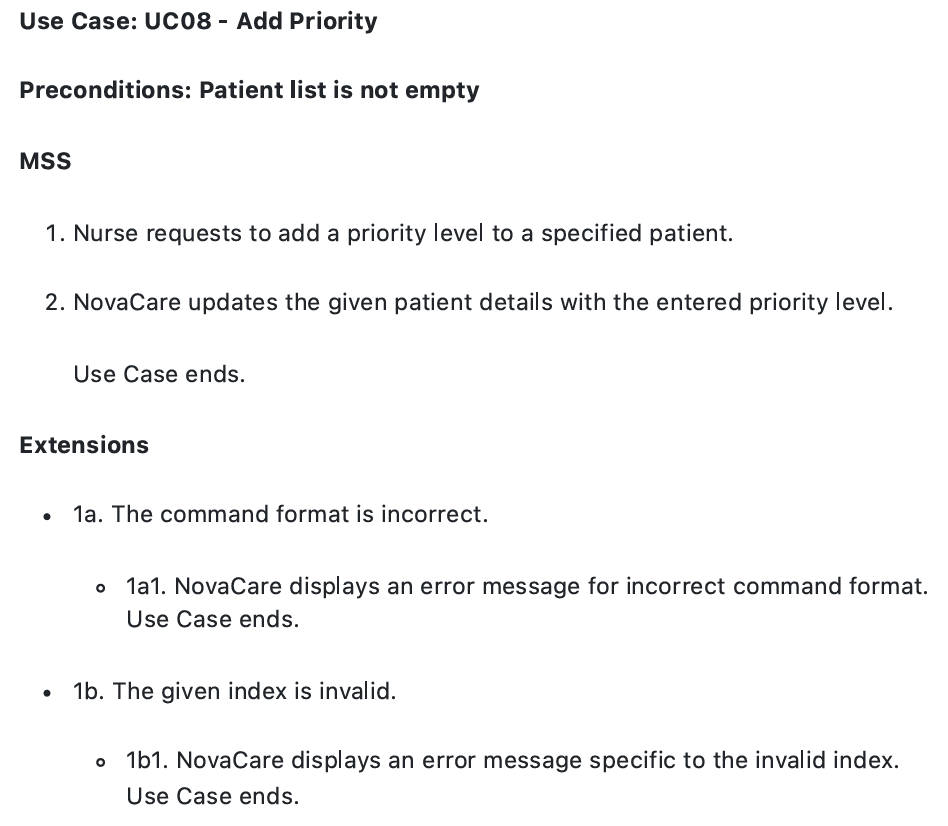 Use Case: UC08 - Add Priority
Preconditions: Patient list is not empty
MSS
1. Nurse requests to add a priority level to a specified patient.
2. NovaCare updates the given patient details with the entered priority level.
Use Case ends.
Extensions
• 1a. The command format is incorrect.
◦ 1a1. NovaCare displays an error message for incorrect command format.
Use Case ends.
• 1b. The given index is invalid.
◦ 1b1. NovaCare displays an error message specific to the invalid index.
Use Case ends.